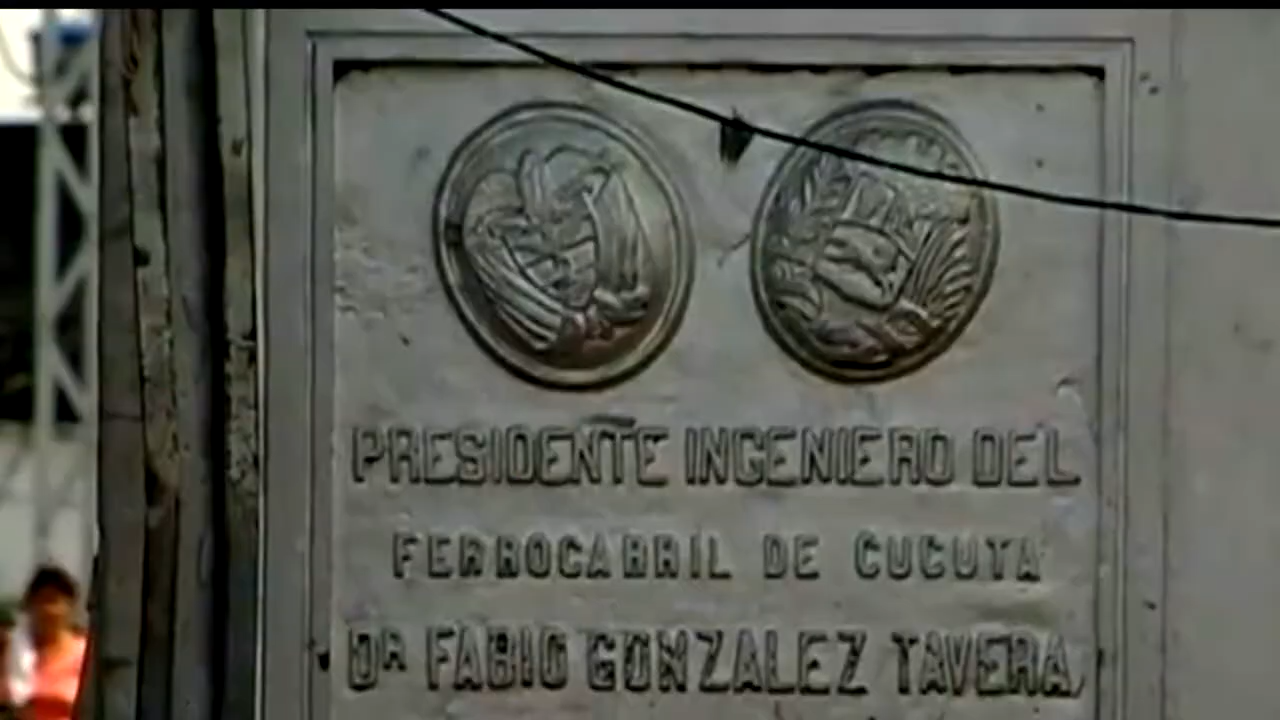 PRESIDENTE INGENIERO DEL
FERROCARRIL DE CUCUTA
DR FABIO GONZALEZ TAVERA